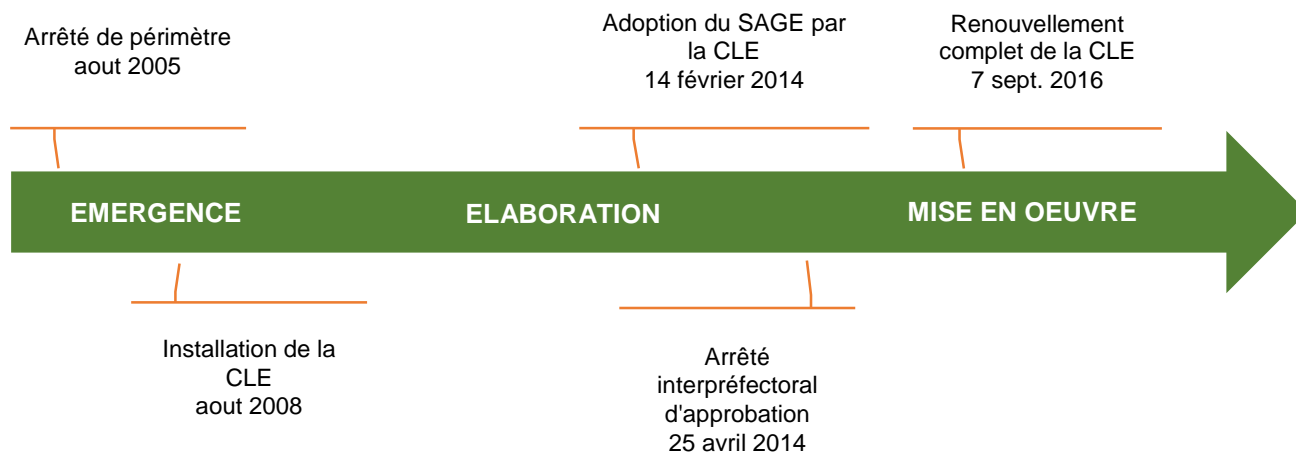 Arrêté de périmètre
aout 2005
Adoption du SAGE par
la CLE
14 février 2014
Renouvellement
complet de la CLE
7 sept. 2016
EMERGENCE
ELABORATION
MISE EN OEUVRE
Installation de la
CLE
aout 2008
Arrêté
interpréfectoral
d'approbation
25 avril 2014